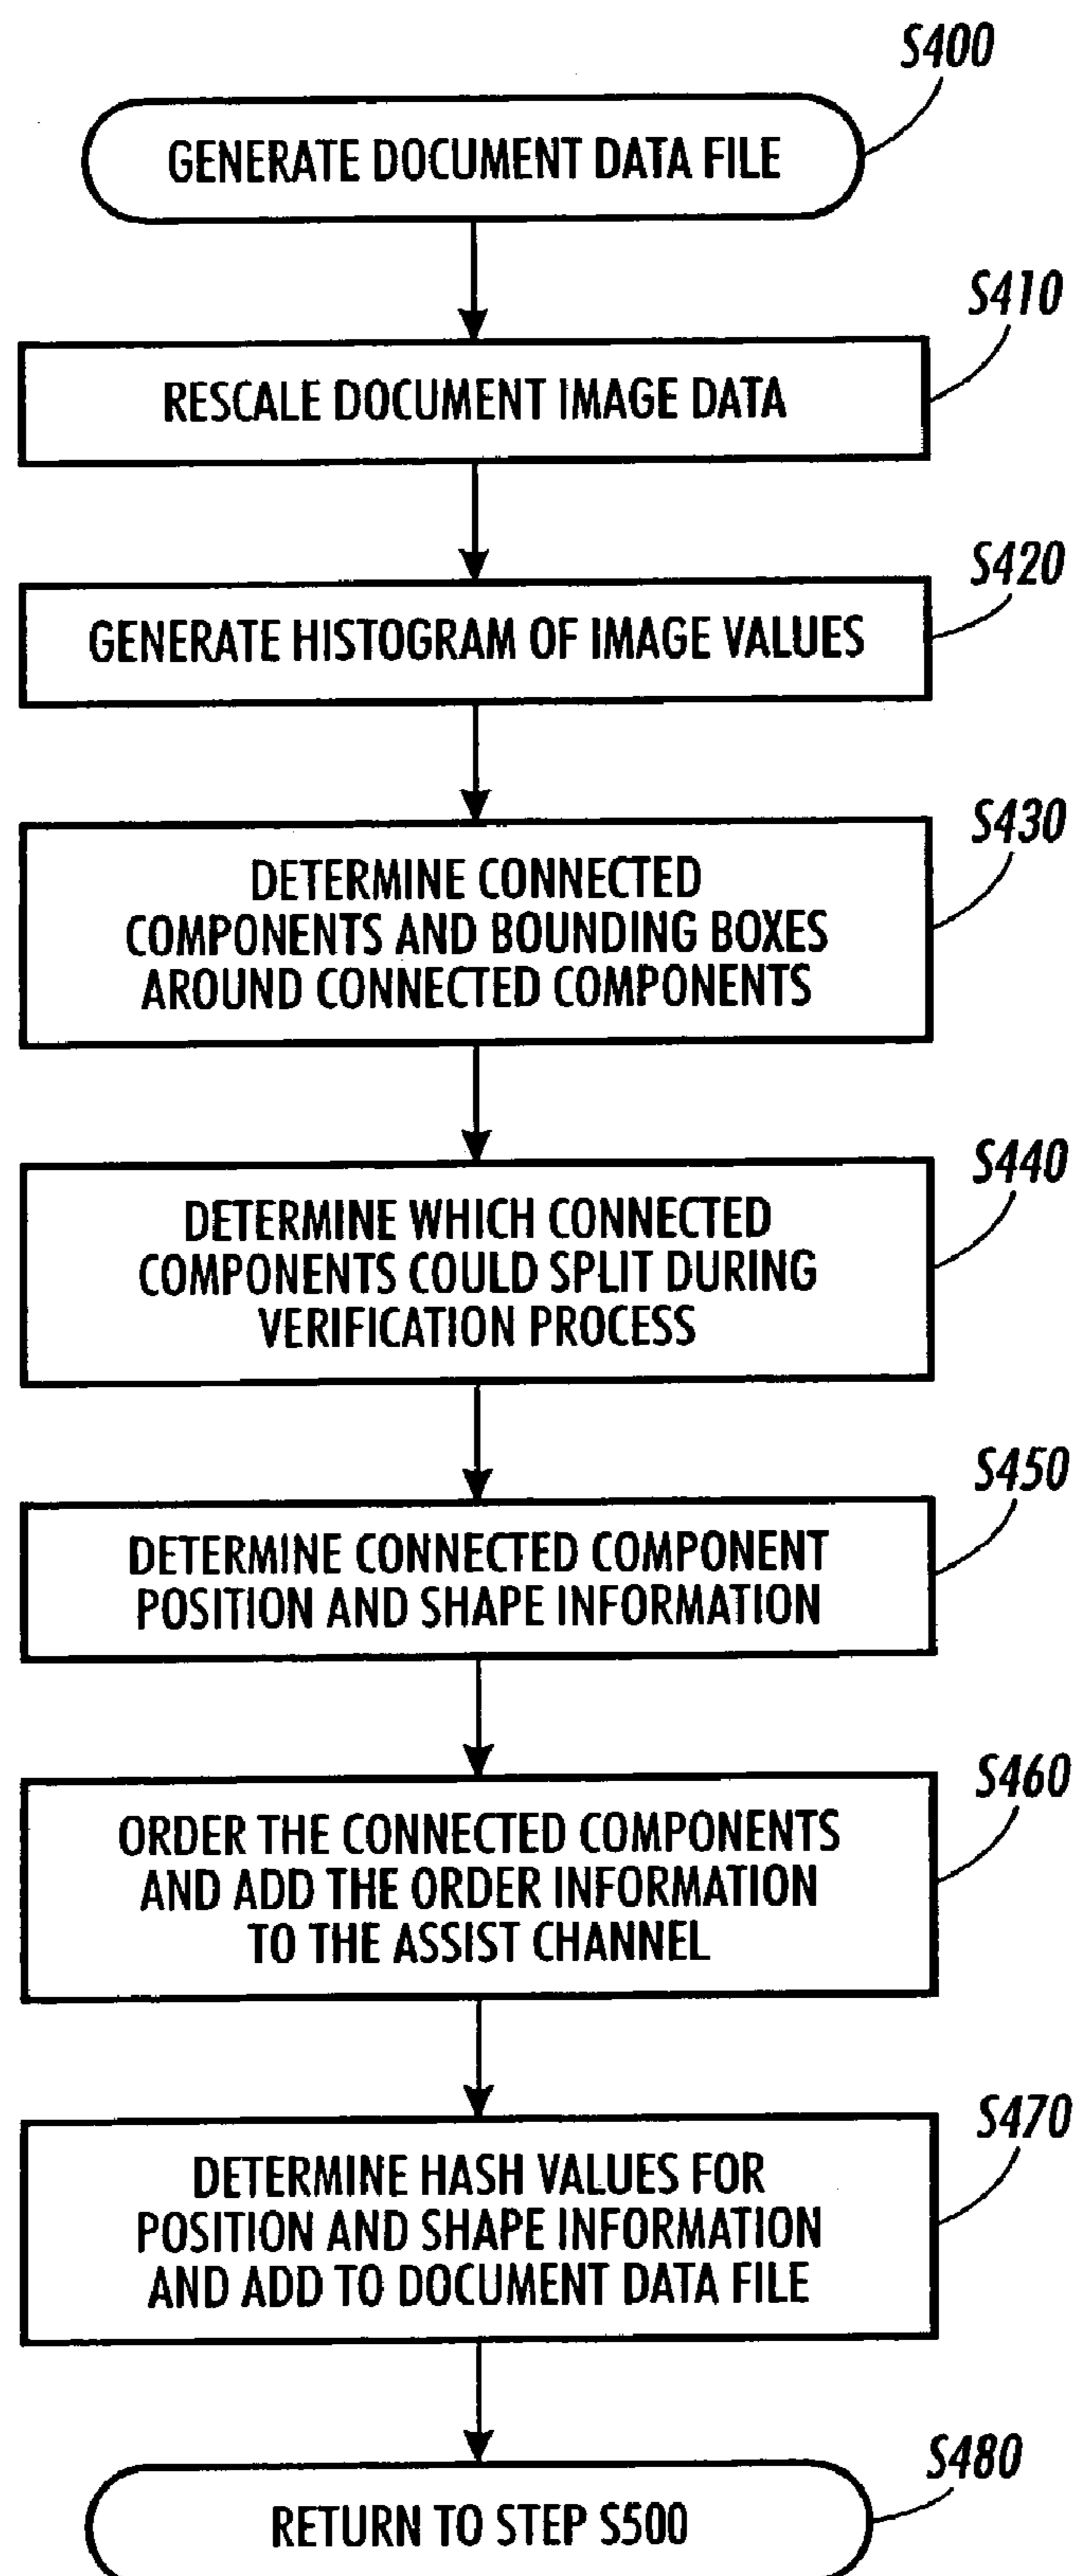 S400
GENERATE DOCUMENT DATA FILE
S410
RESCALE DOCUMENT IMAGE DATA
S420
GENERATE HISTOGRAM OF IMAGE VALUES
S430
DETERMINE CONNECTED
COMPONENTS AND BOUNDING BOXES
AROUND CONNECTED COMPONENTS
S440
DETERMINE WHICH CONNECTED
COMPONENTS COULD SPLIT DURING
VERIFICATION PROCESS
S450
DETERMINE CONNECTED COMPONENT
POSITION AND SHAPE INFORMATION
S460
ORDER THE CONNECTED COMPONENTS
AND ADD THE ORDER INFORMATION
TO THE ASSIST CHANNEL
S470
DETERMINE HASH VALUES FOR
POSITION AND SHAPE INFORMATION
AND ADD TO DOCUMENT DATA FILE
S480
RETURN TO STEP S500